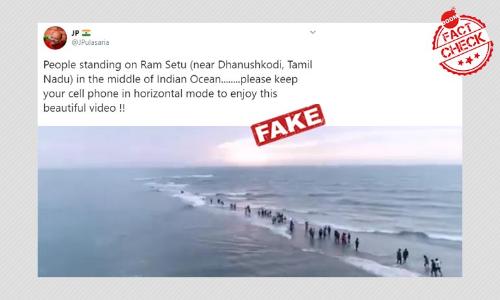 JP
@JPulasaria
People standing on Ram Setu (near Dhanushkodi, Tamil
Nadu) in the middle of Indian Ocean........please keep
your cell phone in horizontal mode to enjoy this
beautiful video !!
FAKE
BOOM
FACT
CHECK